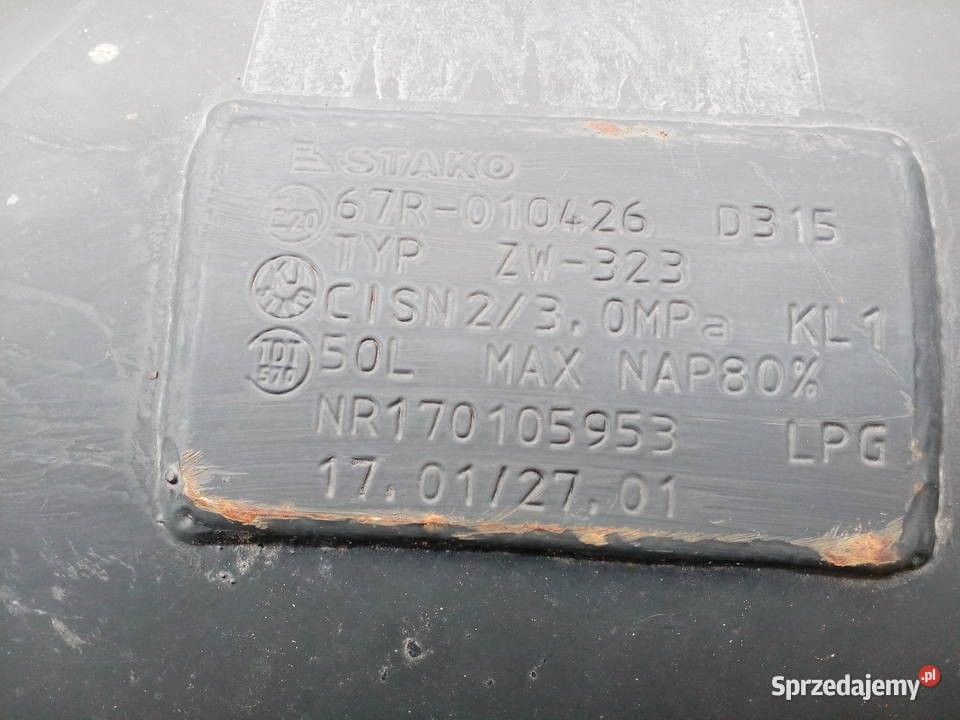 STAKO
E20 67R-010426 D315
TYP ZW-323
CISN2/3,0MPa KL1
TDT 50L MAX NAP80%
NR170105953 LPG
17.01/27.01
Sprzedajemy.pl